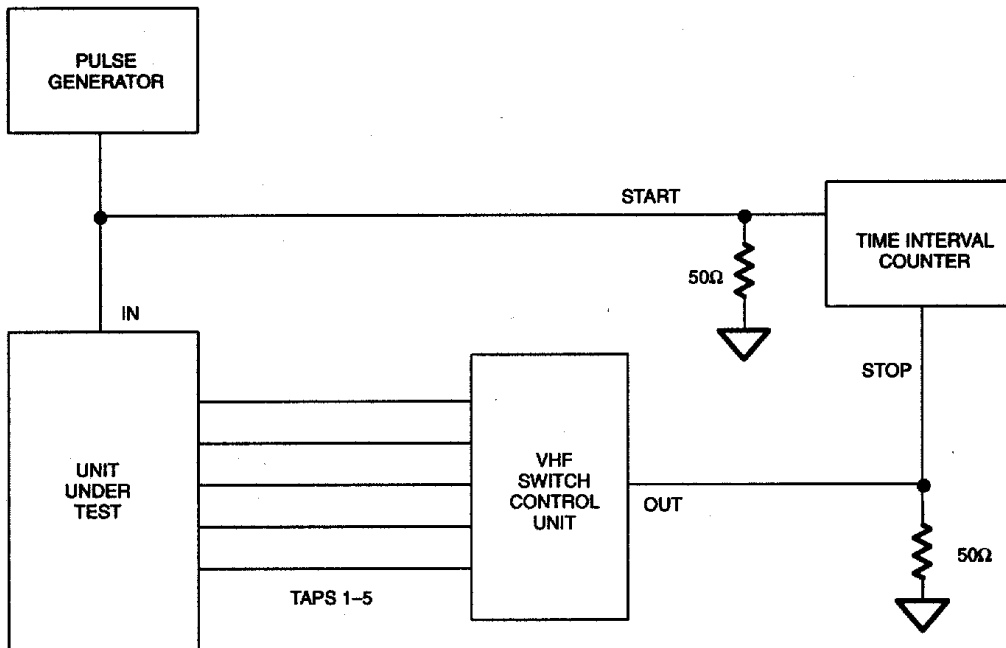 PULSE
GENERATOR
START
TIME INTERVAL
COUNTER
50Ω
IN
STOP
UNIT
UNDER
TEST
VHF
SWITCH
CONTROL
UNIT
OUT
50Ω
TAPS 1–5